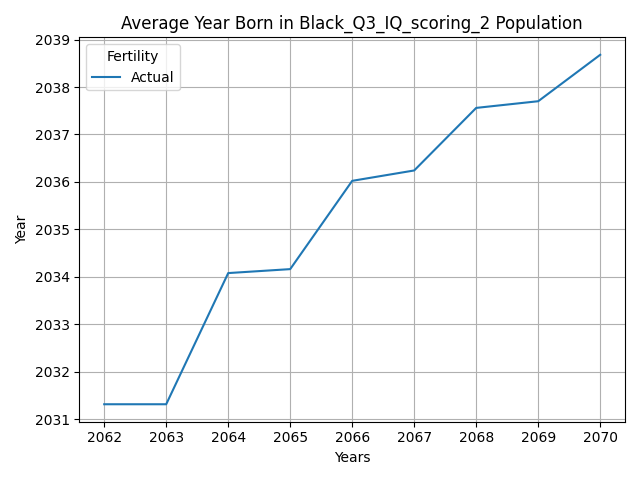 Average Year Born in Black_Q3_IQ_scoring_2 Population
Fertility
Actual
2039
2038
2037
2036
2035
2034
2033
2032
2031
Year
2062 2063 2064 2065 2066 2067 2068 2069 2070
Years